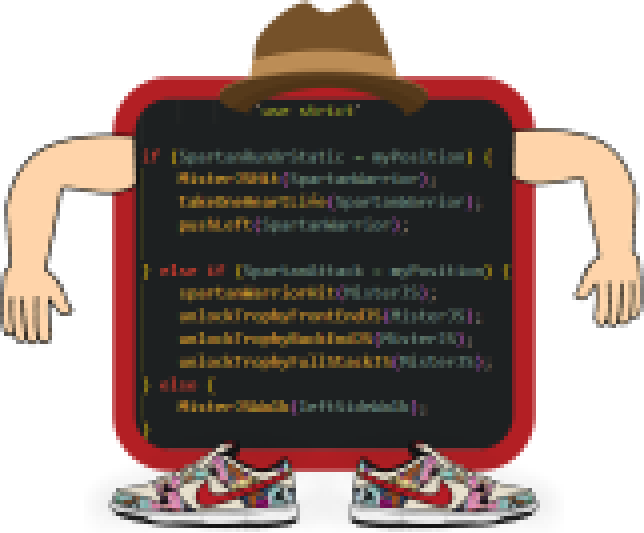 'use strict'
if (SpartanRunOrStatic = myPosition) {
MisterJSHit(SpartanWarrior);
takeOneHeartLife(SpartanWarrior);
pushLeft(SpartanWarrior);
} else if (SpartanAttack = myPosition) {
spartanWarriorHit(MisterJS);
unlockTrophyFrontEndJS(MisterJS);
unlockTrophyBackEndJS(MisterJS);
unlockTrophyFullStackJS(MisterJS);
} else {
MisterJSWalk(leftSideWalk);
}